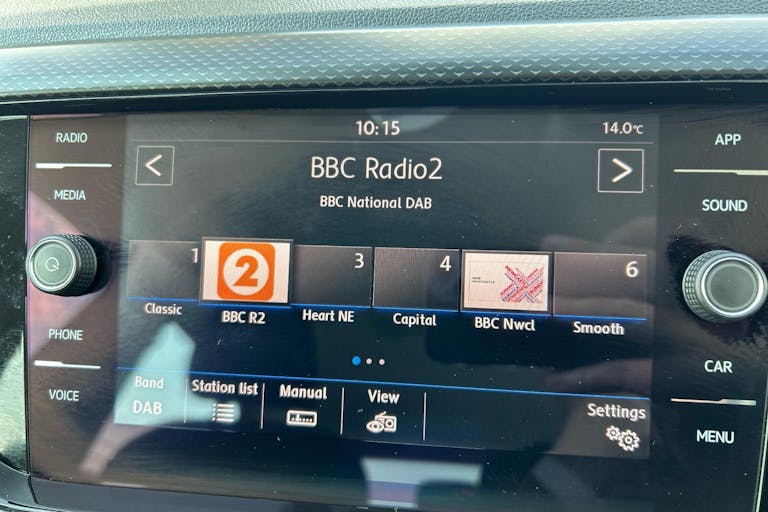 RADIO
MEDIA
PHONE
VOICE
10:15
14.0°C
<
BBC Radio2
>
BBC National DAB
1
2
3
4
6
Classic
BBC R2
Heart NE
Capital
BBC Nwcl
Smooth
Band
DAB
Station list
Manual
View
Settings
APP
SOUND
CAR
MENU